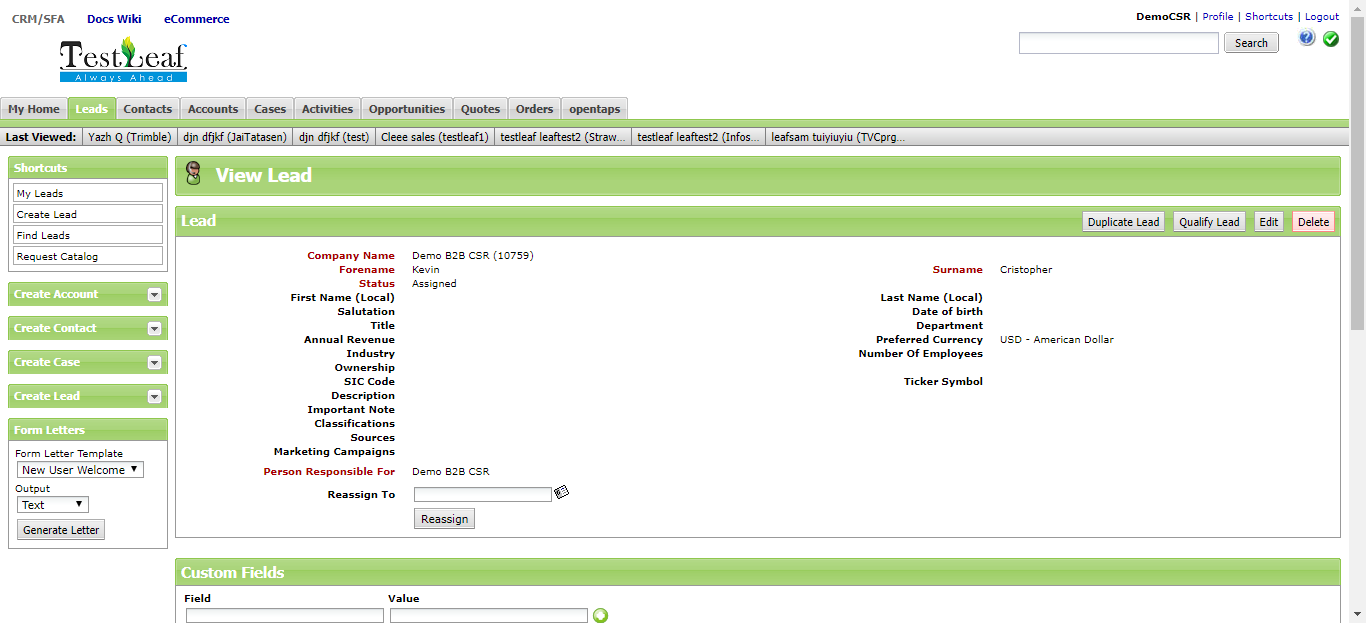 CRM/SFA Docs Wiki eCommerce
DemoCSR | Profile | Shortcuts | Logout
TestLeaf
Always Ahead
Search
My Home Leads Contacts Accounts Cases Activities Opportunities Quotes Orders opentaps
Last Viewed: Yazh Q (Trimble) djn dfjkf (JaiTatasen) djn dfjkf (test) Cleee sales (testleaf1) testleaf leaftest2 (Straw... testleaf leaftest2 (Infos... leafsam tuiyiuyiu (TVCprg...
Shortcuts
My Leads
Create Lead
Find Leads
Request Catalog
Create Account
Create Contact
Create Case
Create Lead
Form Letters
Form Letter Template
New User Welcome
Output
Text
Generate Letter
View Lead
Lead
Duplicate Lead Qualify Lead Edit Delete
Company Name Demo B2B CSR (10759)
Forename Kevin Surname Cristopher
Status Assigned
First Name (Local) Last Name (Local)
Salutation Date of birth
Title Department
Annual Revenue Preferred Currency USD - American Dollar
Industry Number Of Employees
Ownership
SIC Code Ticker Symbol
Description
Important Note
Classifications
Sources
Marketing Campaigns
Person Responsible For Demo B2B CSR
Reassign To
Reassign
Custom Fields
Field Value